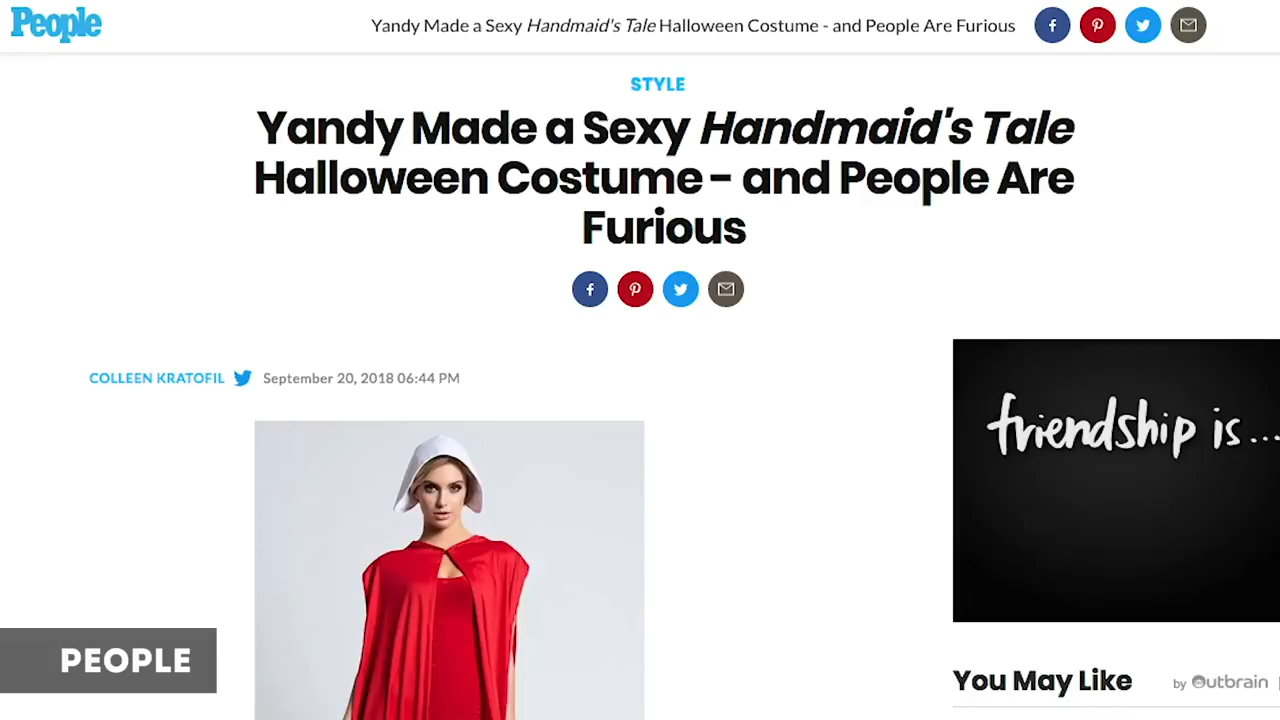 People
Yandy Made a Sexy Handmaid's Tale Halloween Costume - and People Are Furious
STYLE
Yandy Made a Sexy Handmaid's Tale
Halloween Costume - and People Are
Furious
COLLEEN KRATOFIL
September 20, 2018 06:44 PM
friendship is...
PEOPLE
You May Like
by Outbrain